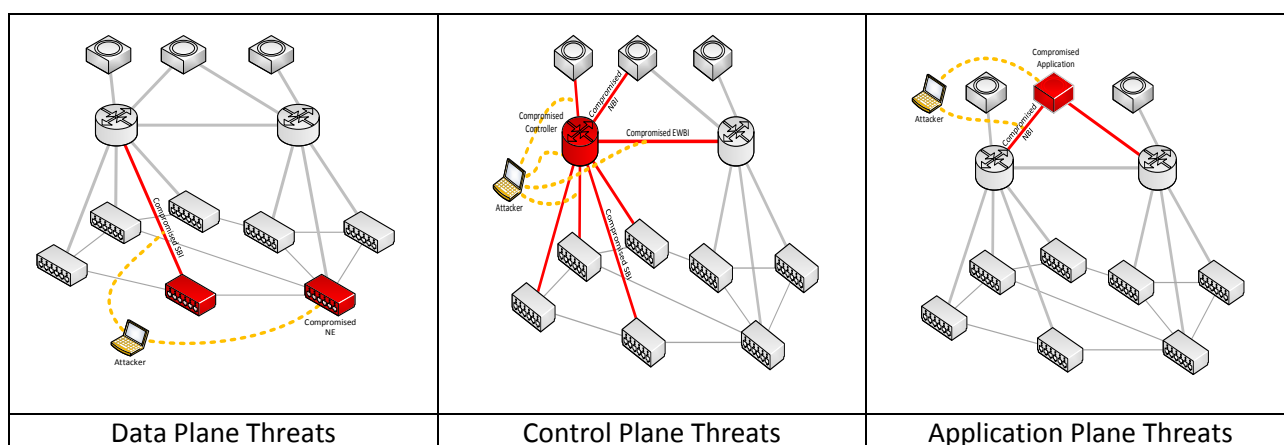 Compromised SBI
Attacker
Compromised
NE
Data Plane Threats
Compromised
NBI
Compromised
Controller
Compromised EWBI
Attacker
Compromised SBI
Control Plane Threats
Compromised
Application
Attacker
Compromised
NBI
Application Plane Threats